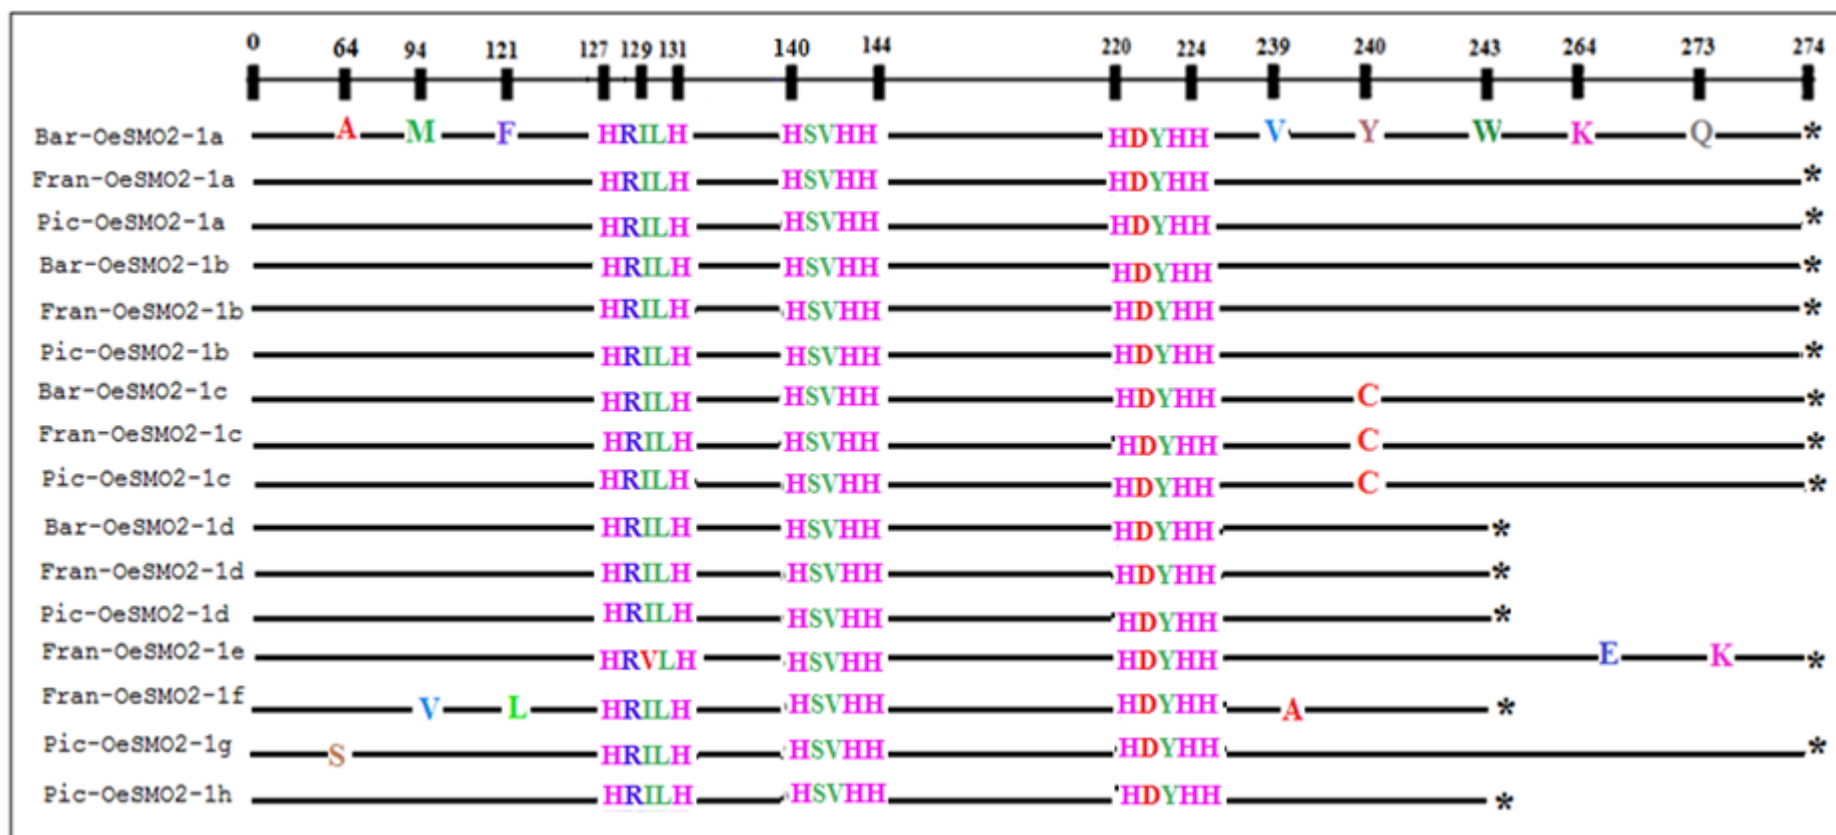 0 64 94 121 127 129 131 140 144 220 224 239 240 243 264 273 274
Bar-OeSMO2-1a A M F HRILH HSVHH HDYHH V Y W K Q *
Fran-OeSMO2-1a HRILH HSVHH HDYHH *
Pic-OeSMO2-1a HRILH HSVHH HDYHH *
Bar-OeSMO2-1b HRILH HSVHH HDYHH *
Fran-OeSMO2-1b HRILH HSVHH HDYHH *
Pic-OeSMO2-1b HRILH HSVHH HDYHH *
Bar-OeSMO2-1c HRILH HSVHH HDYHH C *
Fran-OeSMO2-1c HRILH HSVHH HDYHH C *
Pic-OeSMO2-1c HRILH HSVHH HDYHH C *
Bar-OeSMO2-1d HRILH HSVHH HDYHH *
Fran-OeSMO2-1d HRILH HSVHH HDYHH *
Pic-OeSMO2-1d HRILH HSVHH HDYHH *
Fran-OeSMO2-1e HRVLH HSVHH HDYHH E K *
Fran-OeSMO2-1f V L HRILH HSVHH HDYHH A *
Pic-OeSMO2-1g S HRILH HSVHH HDYHH *
Pic-OeSMO2-1h HRILH HSVHH HDYHH *